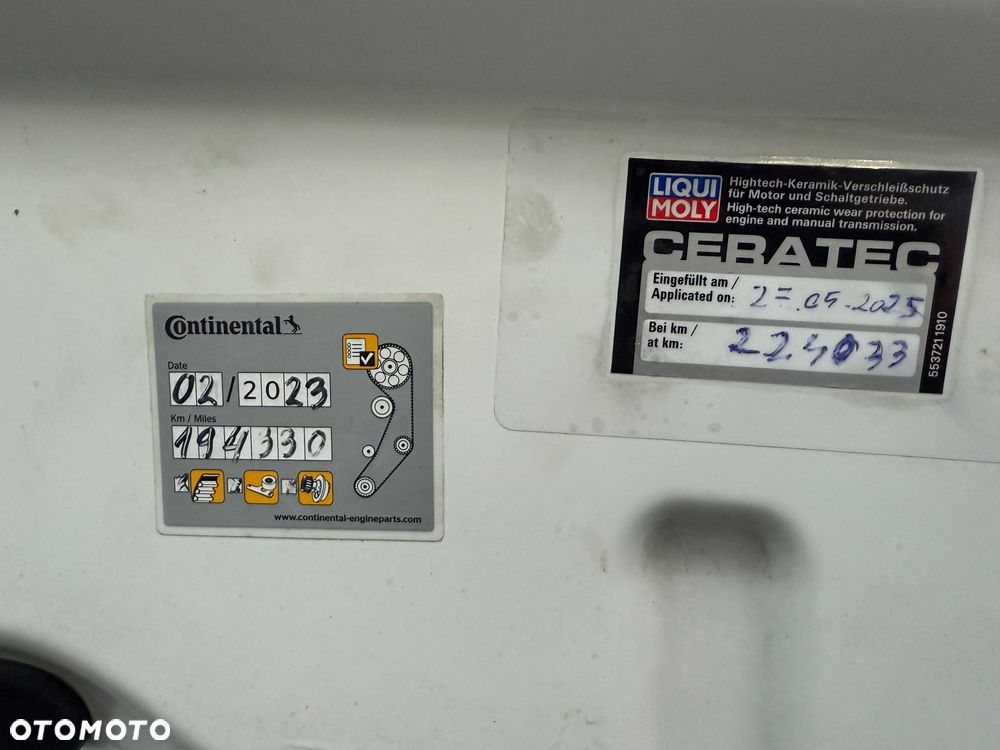 Continental
Date
02/2023
Km / Miles
194330
www.continental-engineparts.com
LIQUI
MOLY
Hightech-Keramik-Verschleißschutz
für Motor und Schaltgetriebe.
High-tech ceramic wear protection for
engine and manual transmission.
CERATEC
Eingefüllt am /
Applicated on:
2025
Bei km /
at km:
224033
5537211910
OTOMOTO